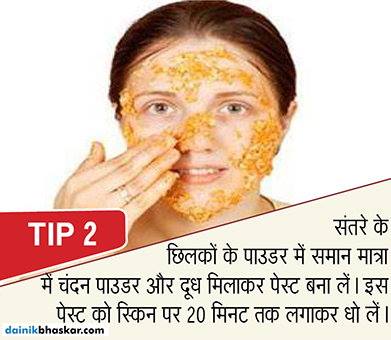 TIP 2
संतरे के
छिलकों के पाउडर में समान मात्रा
में चंदन पाउडर और दूध मिलाकर पेस्ट बना लें। इस
पेस्ट को स्किन पर 20 मिनट तक लगाकर धो लें।
dainikbhaskar.com